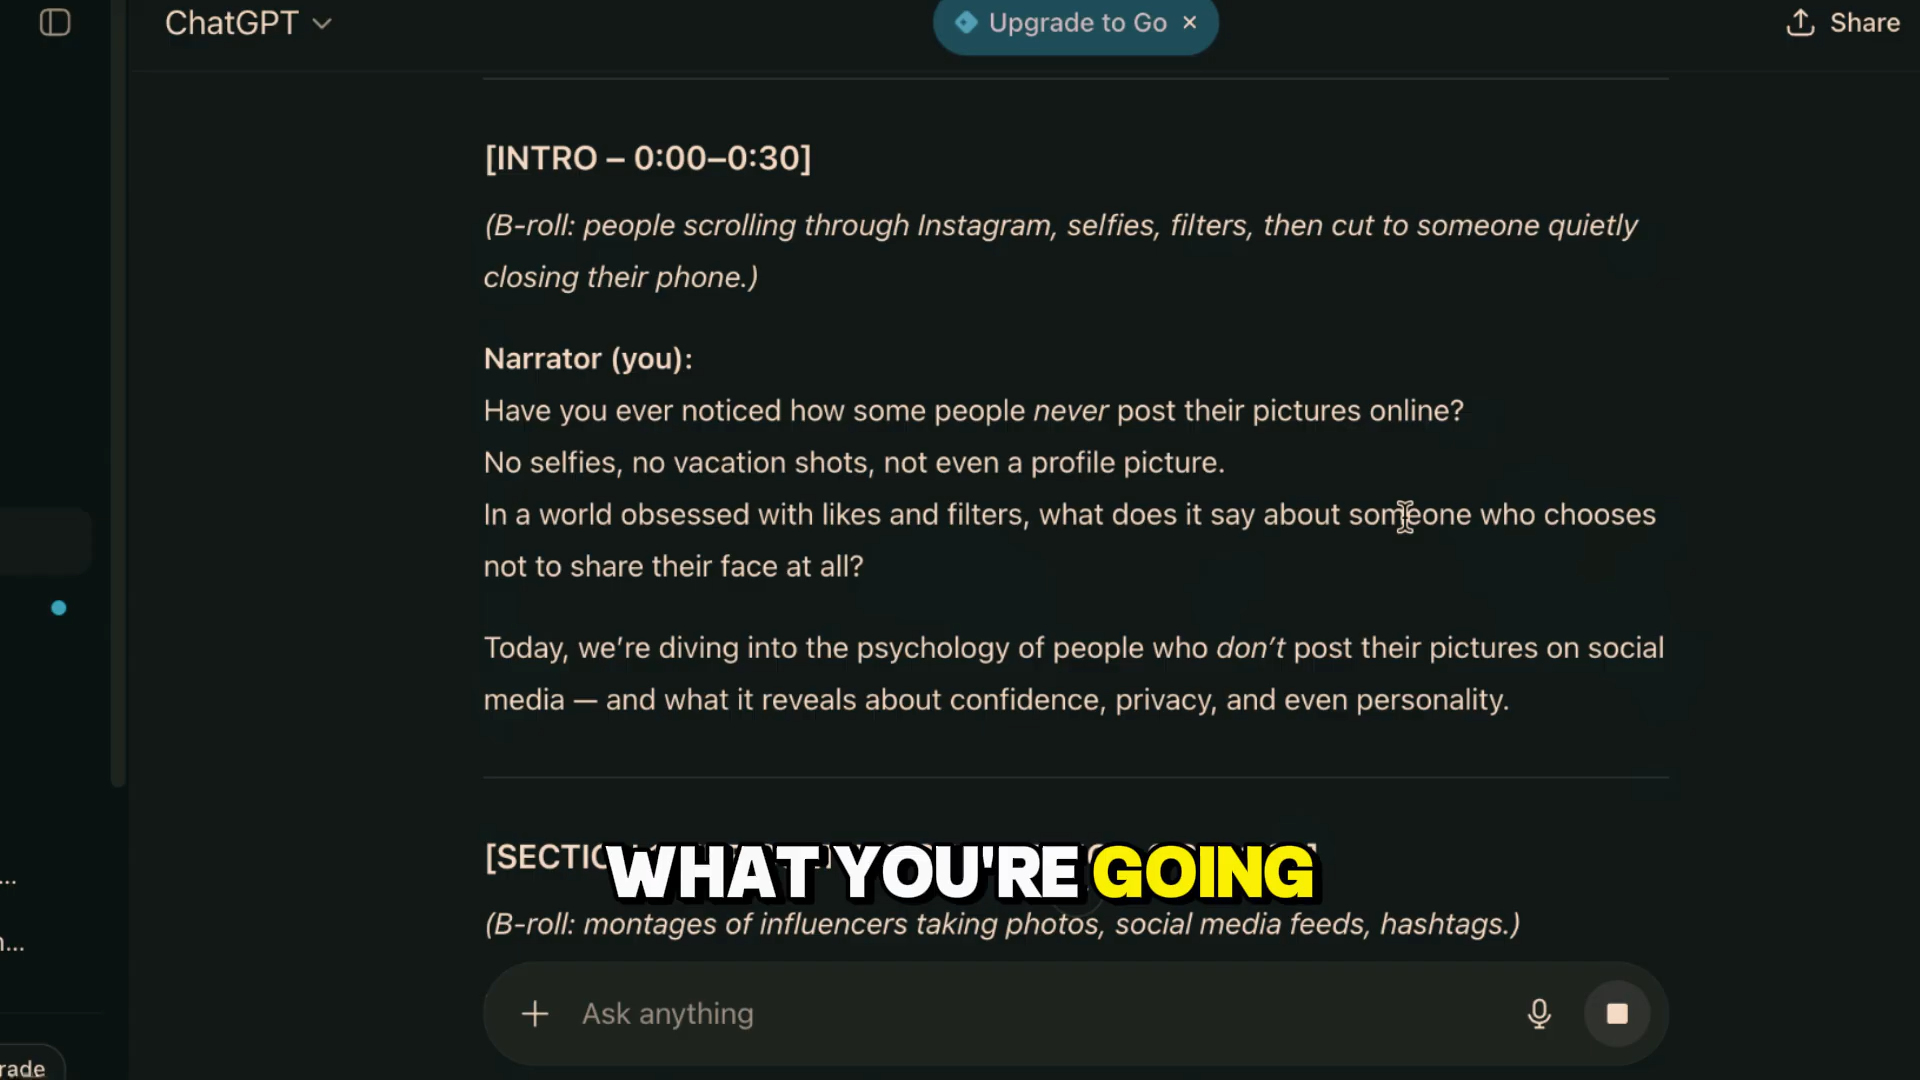 ChatGPT
Upgrade to Go ×
Share
[INTRO – 0:00–0:30]
(B-roll: people scrolling through Instagram, selfies, filters, then cut to someone quietly
closing their phone.)
Narrator (you):
Have you ever noticed how some people never post their pictures online?
No selfies, no vacation shots, not even a profile picture.
In a world obsessed with likes and filters, what does it say about someone who chooses
not to share their face at all?
Today, we’re diving into the psychology of people who don’t post their pictures on social
media — and what it reveals about confidence, privacy, and even personality.
WHAT YOU'RE GOING
(B-roll: montages of influencers taking photos, social media feeds, hashtags.)
Ask anything